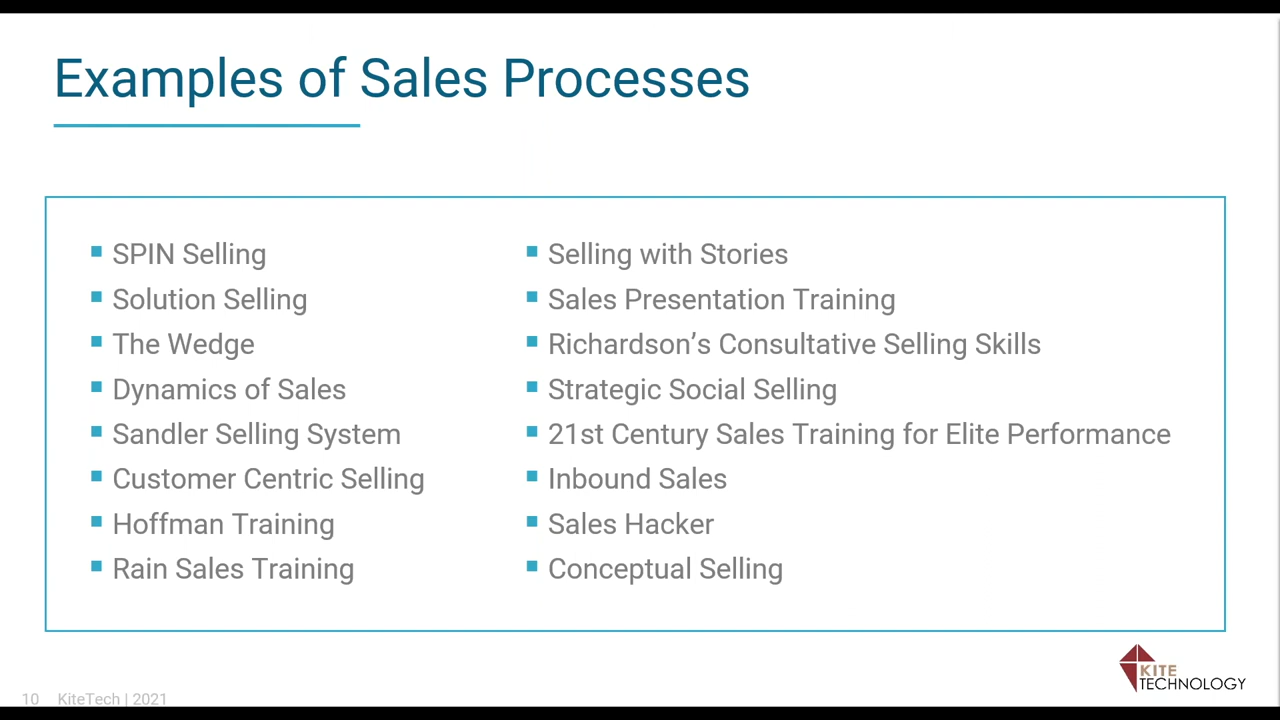 Examples of Sales Processes
SPIN Selling
Solution Selling
The Wedge
Dynamics of Sales
Sandler Selling System
Customer Centric Selling
Hoffman Training
Rain Sales Training
Selling with Stories
Sales Presentation Training
Richardson’s Consultative Selling Skills
Strategic Social Selling
21st Century Sales Training for Elite Performance
Inbound Sales
Sales Hacker
Conceptual Selling
10 KiteTech | 2021
KITE
TECHNOLOGY